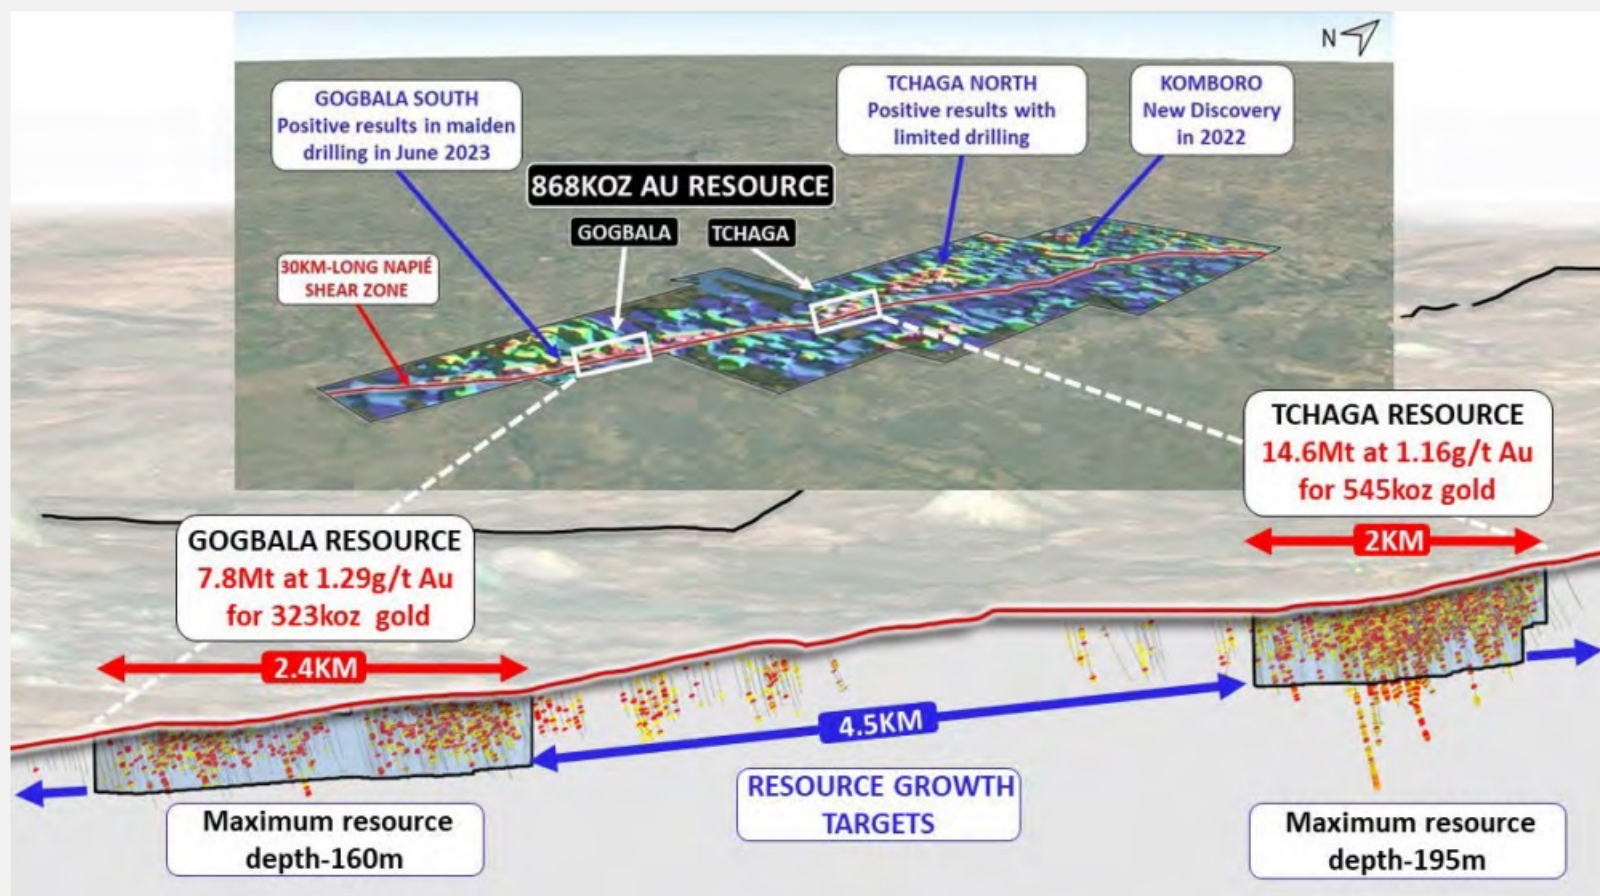 N
GOGBALA SOUTH
Positive results in maiden
drilling in June 2023
TCHAGA NORTH
Positive results with
limited drilling
KOMBORO
New Discovery
in 2022
868KOZ AU RESOURCE
GOGBALA
TCHAGA
30KM-LONG NAPIÉ
SHEAR ZONE
TCHAGA RESOURCE
14.6Mt at 1.16g/t Au
for 545koz gold
2KM
GOGBALA RESOURCE
7.8Mt at 1.29g/t Au
for 323koz gold
2.4KM
4.5KM
RESOURCE GROWTH
TARGETS
Maximum resource
depth-160m
Maximum resource
depth-195m